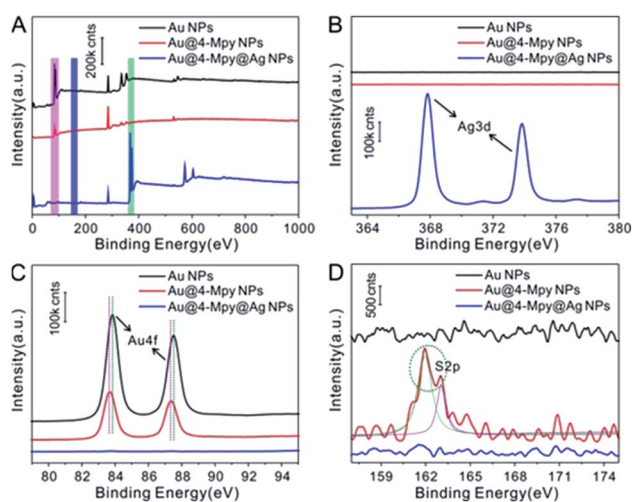 A
Au NPs
Au@4-Mpy NPs
Au@4-Mpy@Ag NPs
200k cnts
Intensity(a.u.)
0 200 400 600 800 1000
Binding Energy(eV)
B
Au NPs
Au@4-Mpy NPs
Au@4-Mpy@Ag NPs
Ag3d
100k cnts
Intensity(a.u.)
364 368 372 376 380
Binding Energy(eV)
C
Au NPs
Au@4-Mpy NPs
Au@4-Mpy@Ag NPs
100k cnts
Au4f
Intensity(a.u.)
80 82 84 86 88 90 92 94
Binding Energy(eV)
D
Au NPs
Au@4-Mpy NPs
Au@4-Mpy@Ag NPs
500 cnts
S2p
Intensity(a.u.)
159 162 165 168 171 174
Binding Energy(eV)